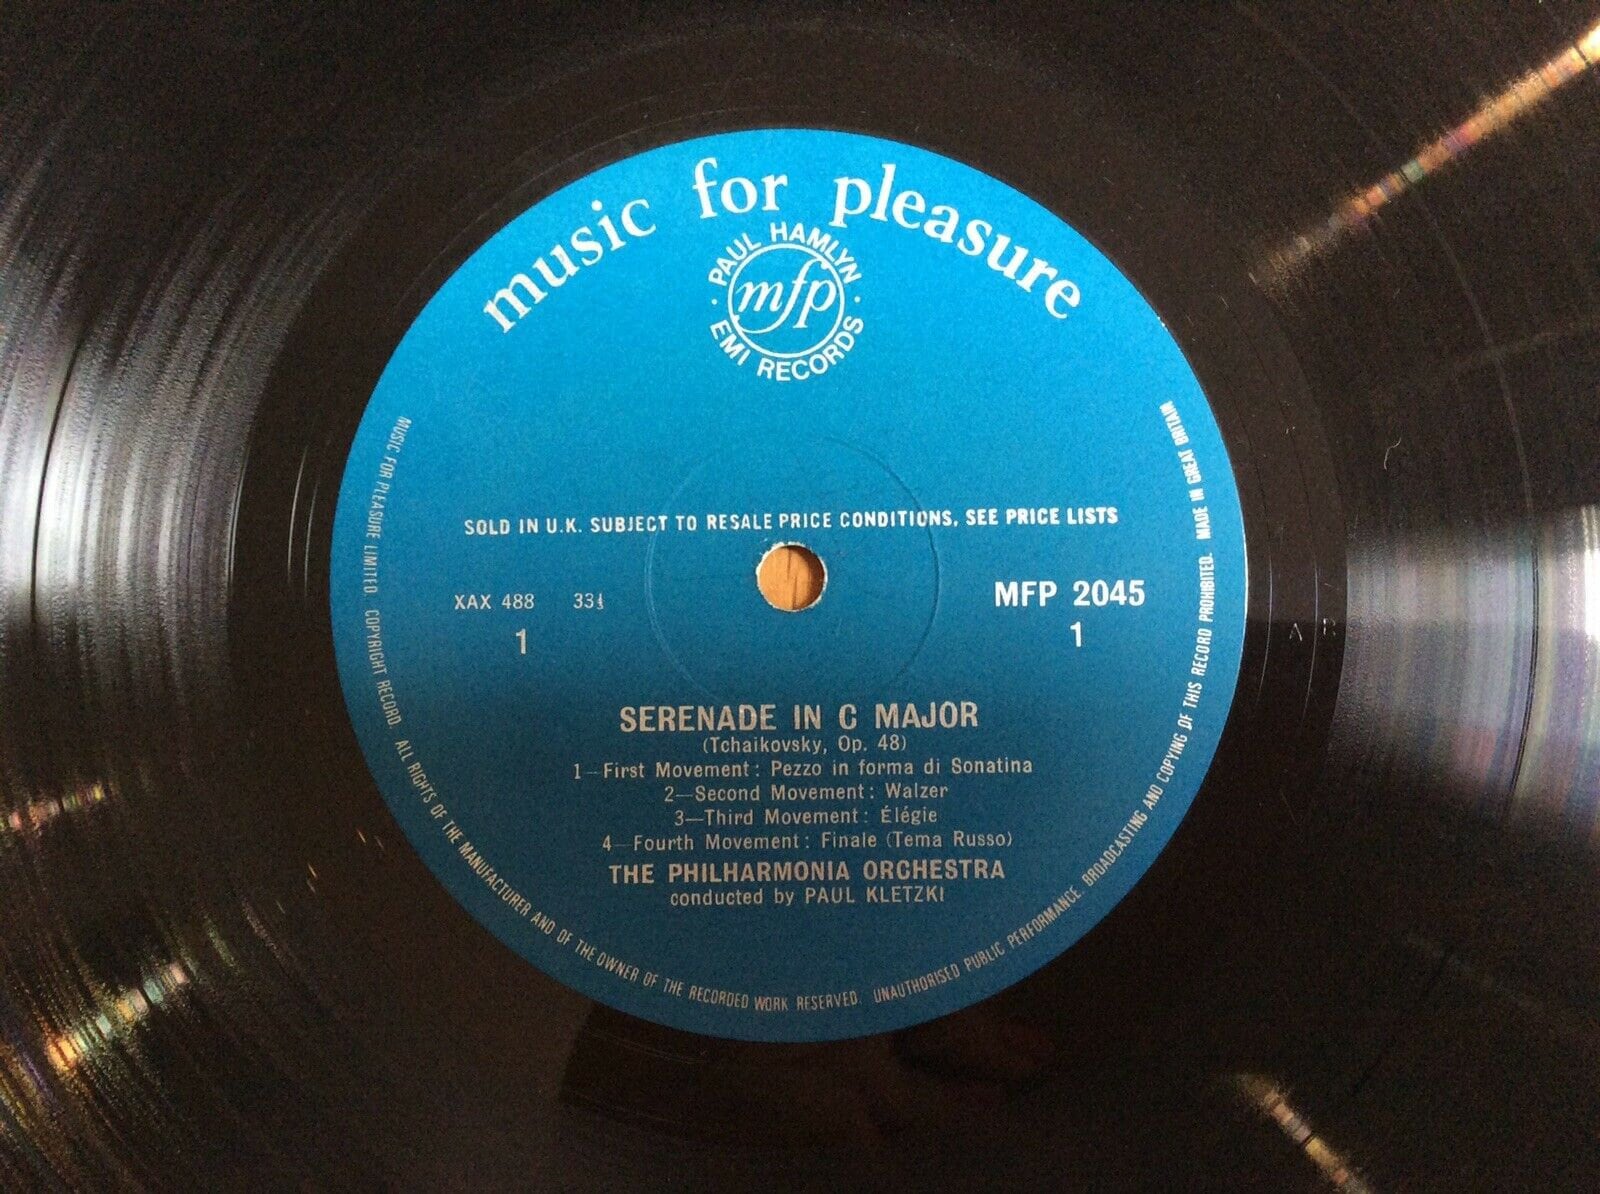 music for pleasure
PAUL HAMLYN
mfp
EMI RECORDS
SOLD IN U.K. SUBJECT TO RESALE PRICE CONDITIONS, SEE PRICE LISTS
XAX 488 33⅓ MFP 2045
1 1
A R
SERENADE IN C MAJOR
(Tchaikovsky, Op. 48)
1—First Movement: Pezzo in forma di Sonatina
2—Second Movement: Walzer
3—Third Movement: Élégie
4—Fourth Movement: Finale (Tema Russo)
THE PHILHARMONIA ORCHESTRA
conducted by PAUL KLETZKI
MUSIC FOR PLEASURE LIMITED. COPYRIGHT RECORD. ALL RIGHTS OF THE MANUFACTURER AND OF THE OWNER OF THE RECORDED WORK RESERVED. UNAUTHORISED PUBLIC PERFORMANCE, BROADCASTING AND COPYING OF THIS RECORD PROHIBITED. MADE IN GREAT BRITAIN.